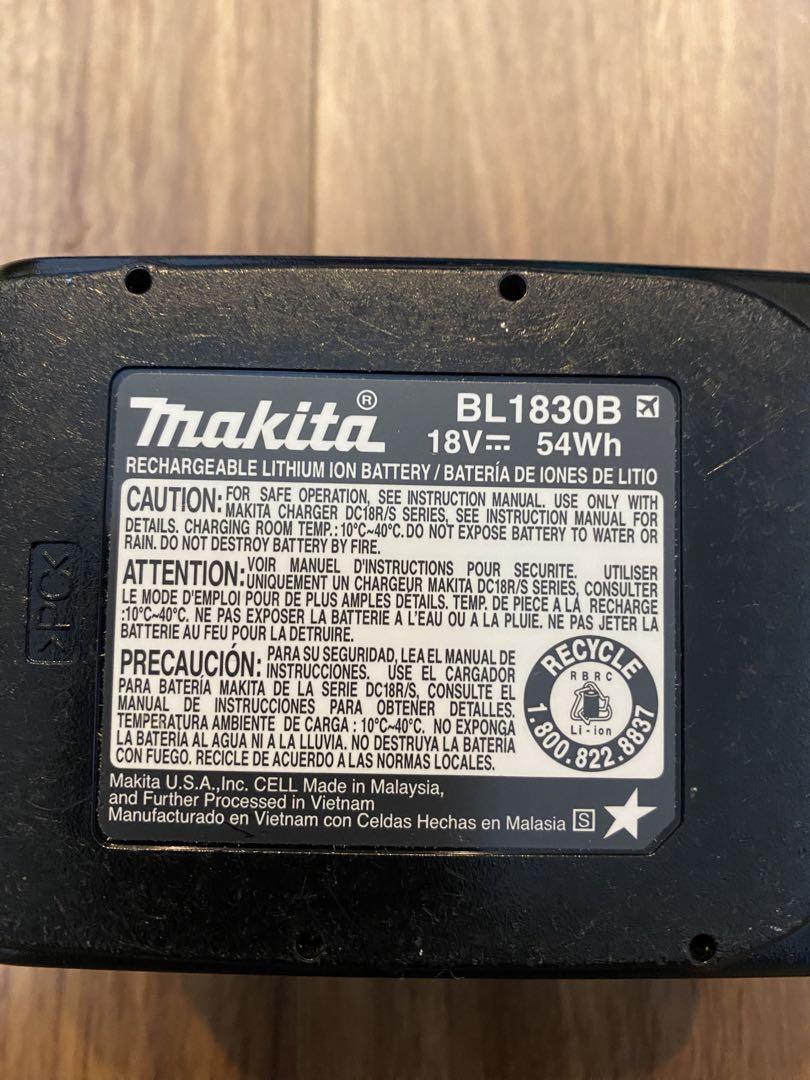 makita® BL1830B
18V 54Wh
RECHARGEABLE LITHIUM ION BATTERY / BATERÍA DE IONES DE LITIO
CAUTION: FOR SAFE OPERATION, SEE INSTRUCTION MANUAL. USE ONLY WITH
MAKITA CHARGER DC18R/S SERIES, SEE INSTRUCTION MANUAL FOR
DETAILS. CHARGING ROOM TEMP.: 10°C~40°C. DO NOT EXPOSE BATTERY TO WATER OR
RAIN. DO NOT DESTROY BATTERY BY FIRE.
ATTENTION: VOIR MANUEL D'INSTRUCTIONS POUR SECURITE. UTILISER
UNIQUEMENT UN CHARGEUR MAKITA DC18R/S SERIES, CONSULTER
LE MODE D'EMPLOI POUR DE PLUS AMPLES DETAILS. TEMP. DE PIECE A LA RECHARGE
:10°C~40°C. NE PAS EXPOSER LA BATTERIE A L'EAU OU A LA PLUIE. NE PAS JETER LA
BATTERIE AU FEU POUR LA DETRUIRE.
PRECAUCIÓN: PARA SU SEGURIDAD, LEA EL MANUAL DE
INSTRUCCIONES. USE EL CARGADOR
PARA BATERÍA MAKITA DE LA SERIE DC18R/S, CONSULTE EL
MANUAL DE INSTRUCCIONES PARA OBTENER DETALLES.
TEMPERATURA AMBIENTE DE CARGA : 10°C~40°C. NO EXPONGA
LA BATERÍA AL AGUA NI A LA LLUVIA. NO DESTRUYA LA BATERÍA
CON FUEGO. RECICLE DE ACUERDO A LAS NORMAS LOCALES.
RECYCLE
RBRC
Li-ion
1.800.822.8837
Makita U.S.A.,Inc. CELL Made in Malaysia,
and Further Processed in Vietnam
Manufacturado en Vietnam con Celdas Hechas en Malasia S
>PC<